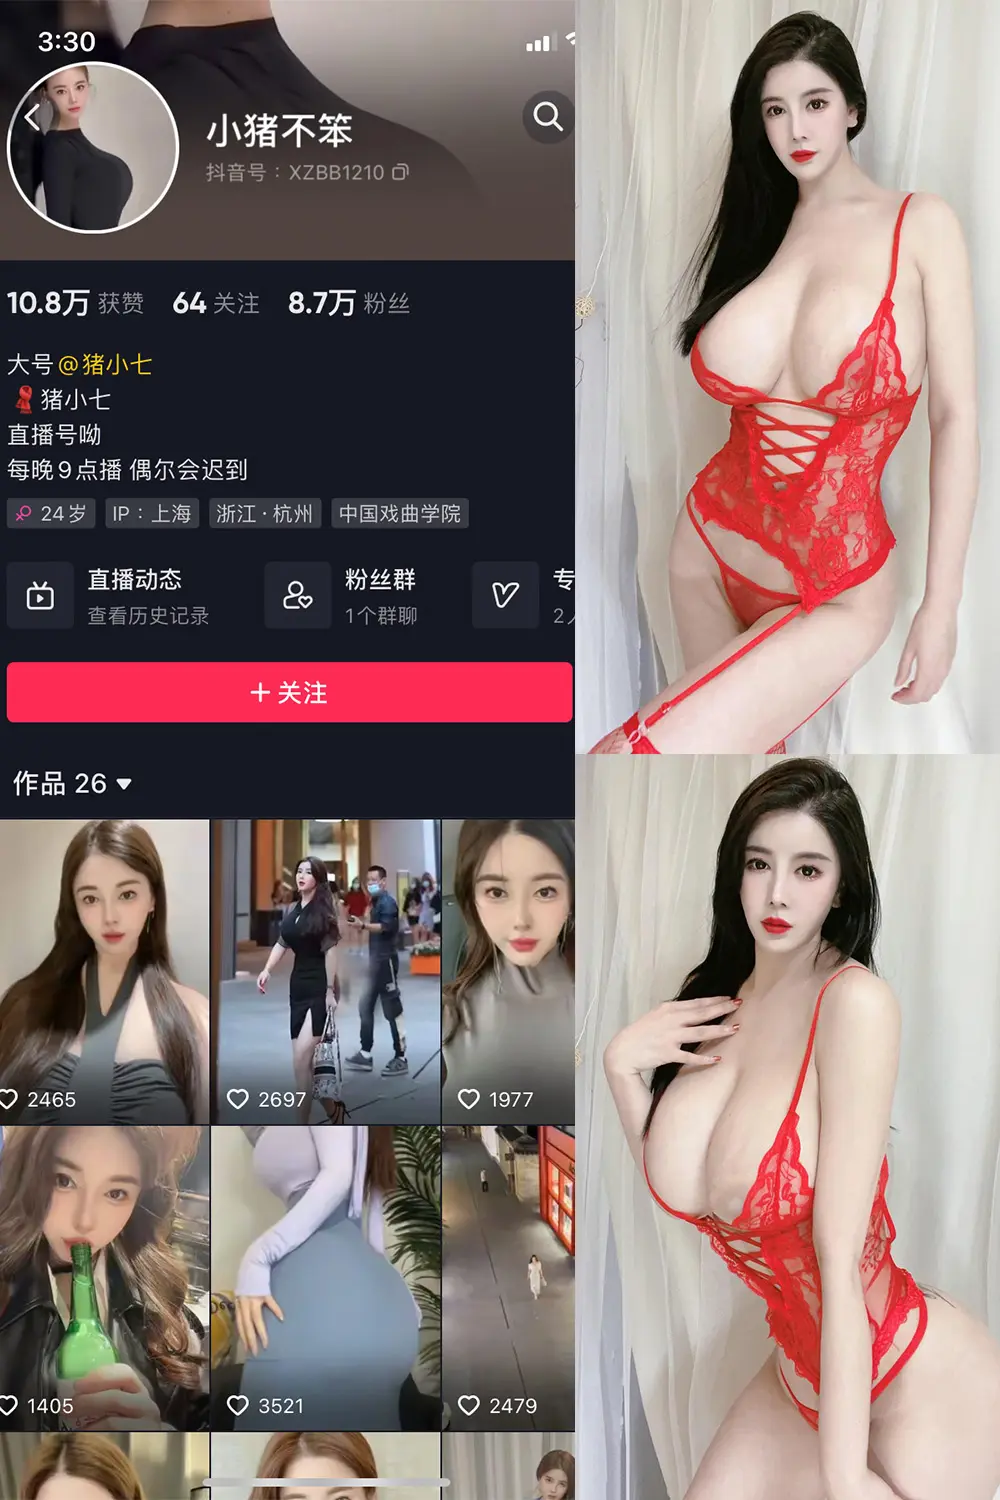 3:30
小猪不笨
抖音号：XZBB1210
10.8万 获赞 64 关注 8.7万 粉丝
大号@猪小七
猪小七
直播号呦
每晚9点播 偶尔会迟到
24岁 IP：上海 浙江·杭州 中国戏曲学院
直播动态 粉丝群 专
查看历史记录 1个群聊 2
+ 关注
作品 26
2465 2697 1977
1405 3521 2479